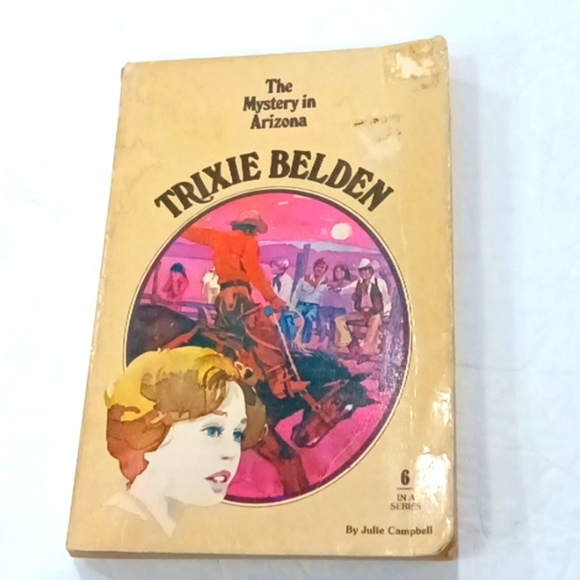 The
Mystery in
Arizona
TRIXIE BELDEN
6
IN A
SERIES
By Julie Campbell